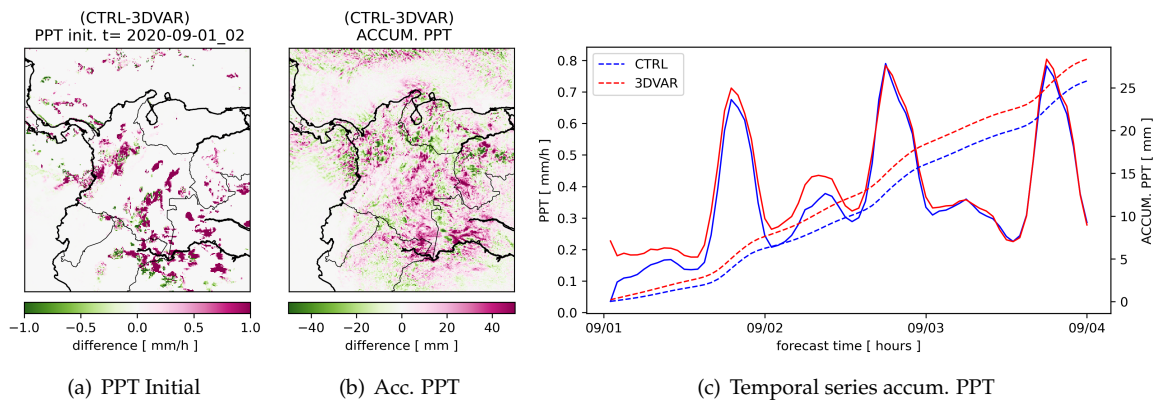 (CTRL-3DVAR)
PPT init. t= 2020-09-01_02
−1.0 −0.5 0.0 0.5 1.0
difference [ mm/h ]
(a) PPT Initial
(CTRL-3DVAR)
ACCUM. PPT
−40 −20 0 20 40
difference [ mm ]
(b) Acc. PPT
CTRL
3DVAR
PPT [ mm/h ]
0.8
0.7
0.6
0.5
0.4
0.3
0.2
0.1
0.0
09/01 09/02 09/03 09/04
forecast time [ hours ]
25
20
15
10
5
0
ACCUM. PPT [ mm ]
(c) Temporal series accum. PPT